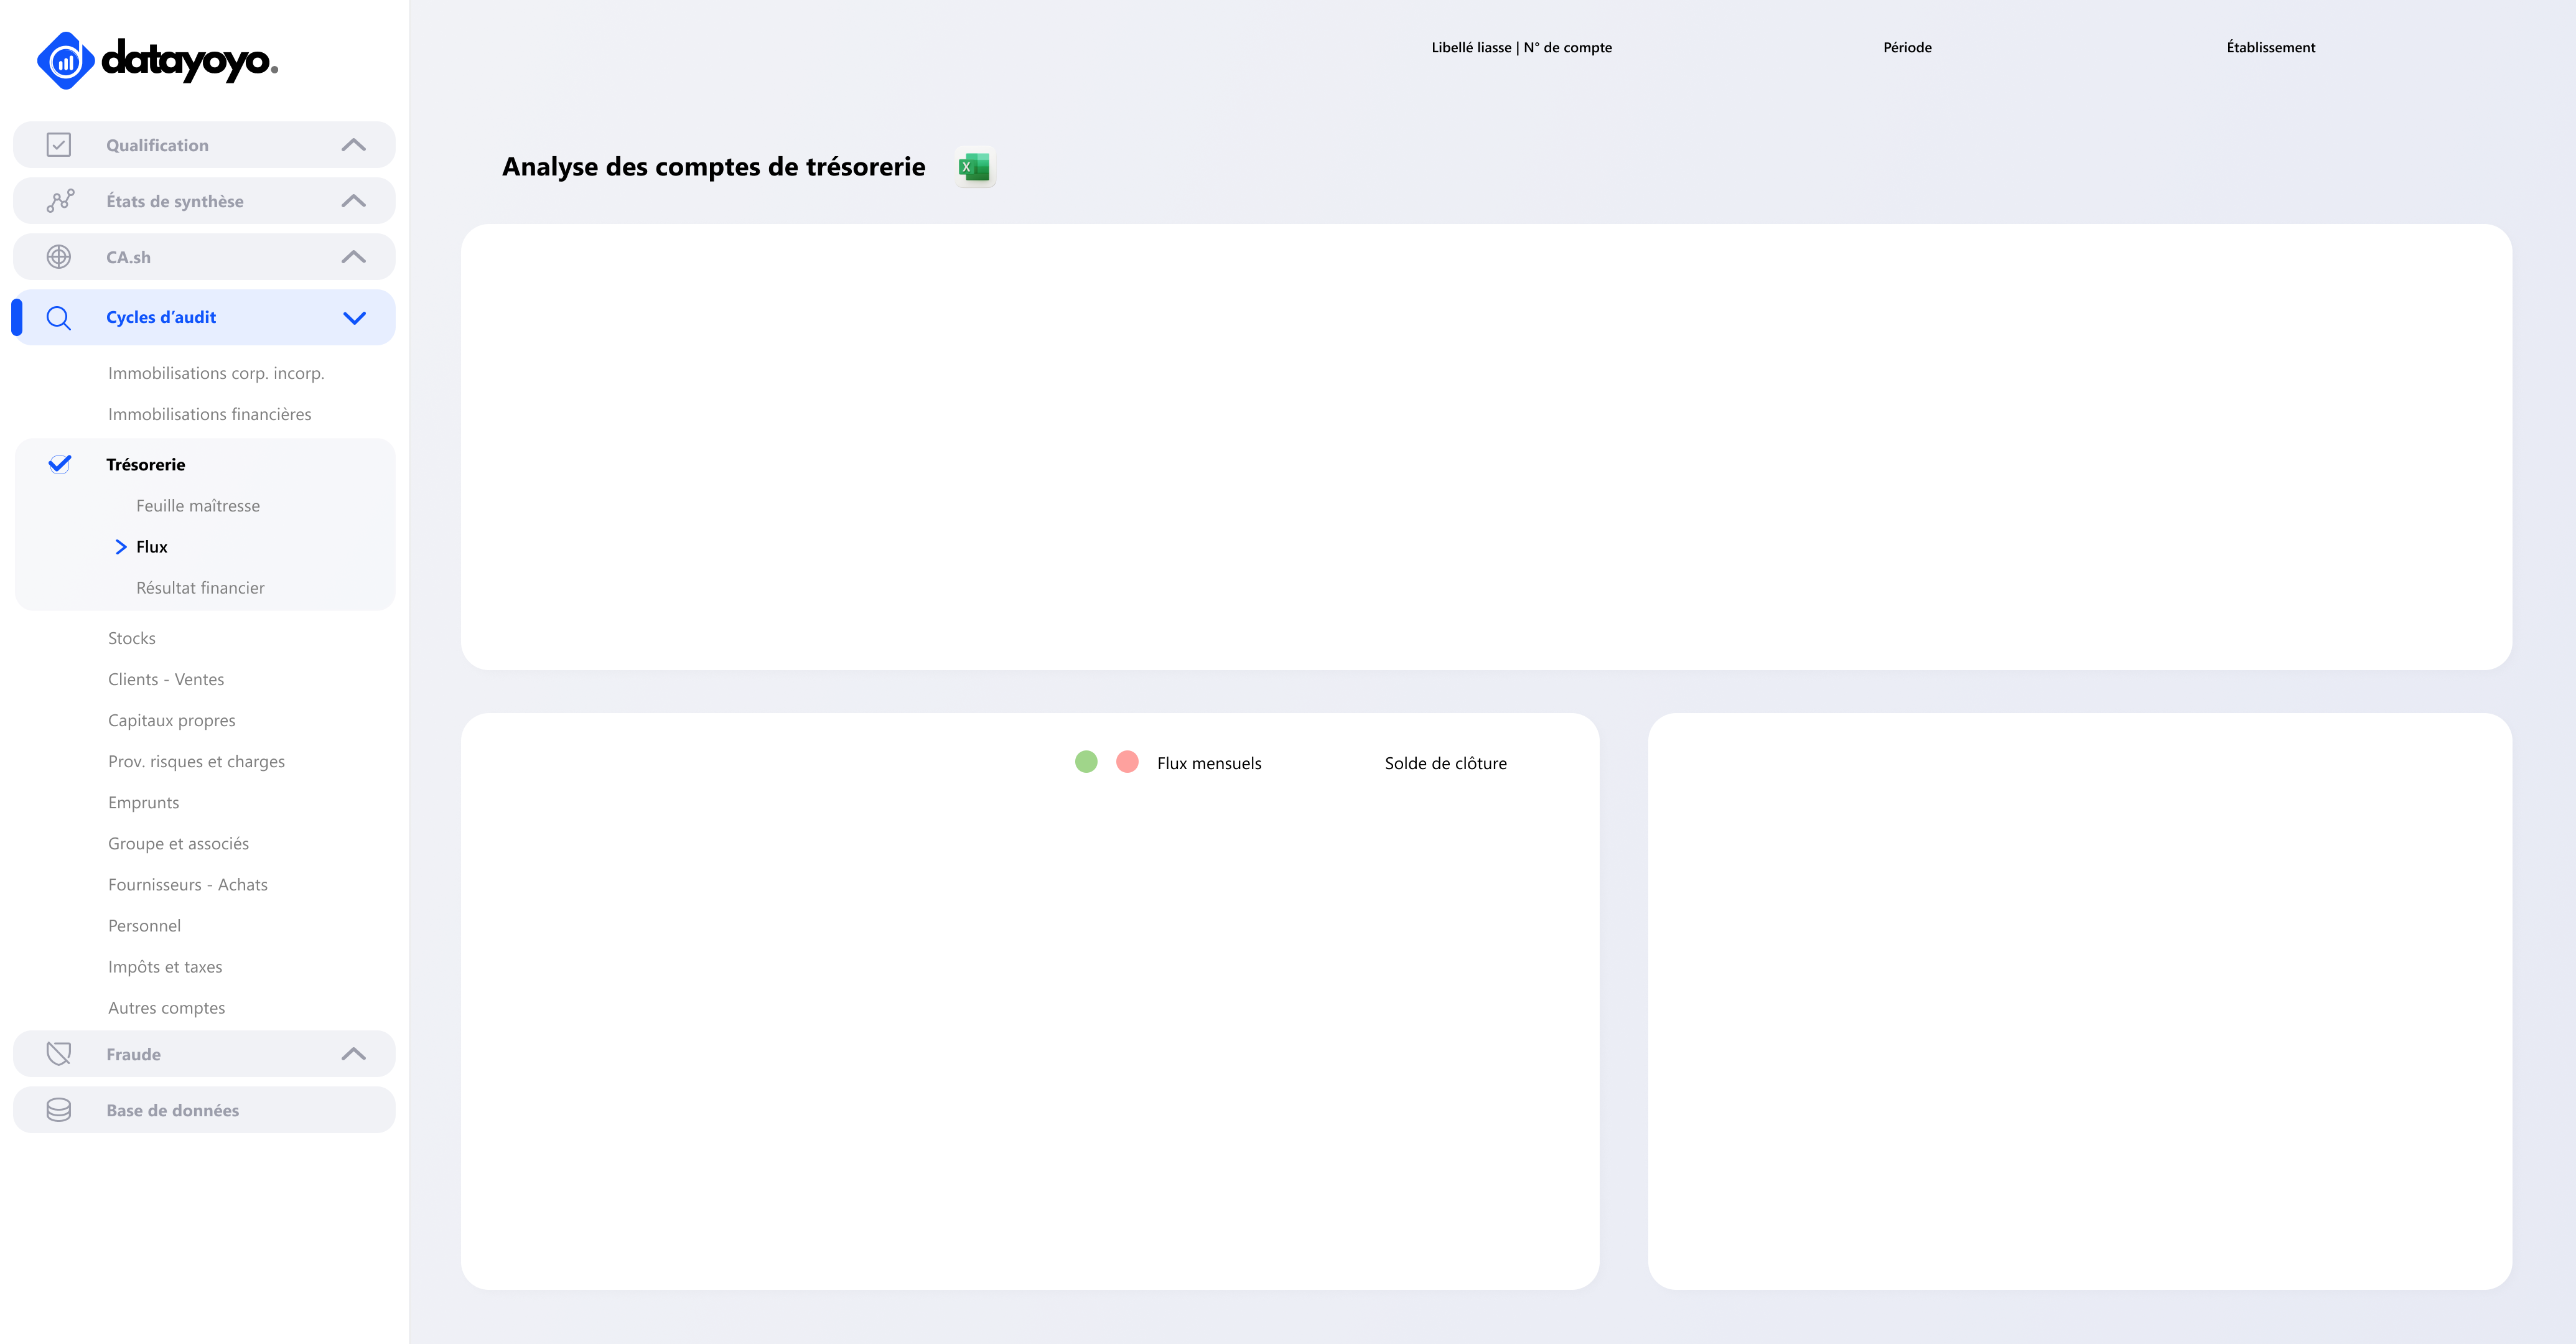 datayoyo.
Qualification
États de synthèse
CA.sh
Cycles d’audit
Immobilisations corp. incorp.
Immobilisations financières
Trésorerie
Feuille maîtresse
Flux
Résultat financier
Stocks
Clients - Ventes
Capitaux propres
Prov. risques et charges
Emprunts
Groupe et associés
Fournisseurs - Achats
Personnel
Impôts et taxes
Autres comptes
Fraude
Base de données
Libellé liasse | N° de compte
Période
Établissement
Analyse des comptes de trésorerie
X
Flux mensuels
Solde de clôture